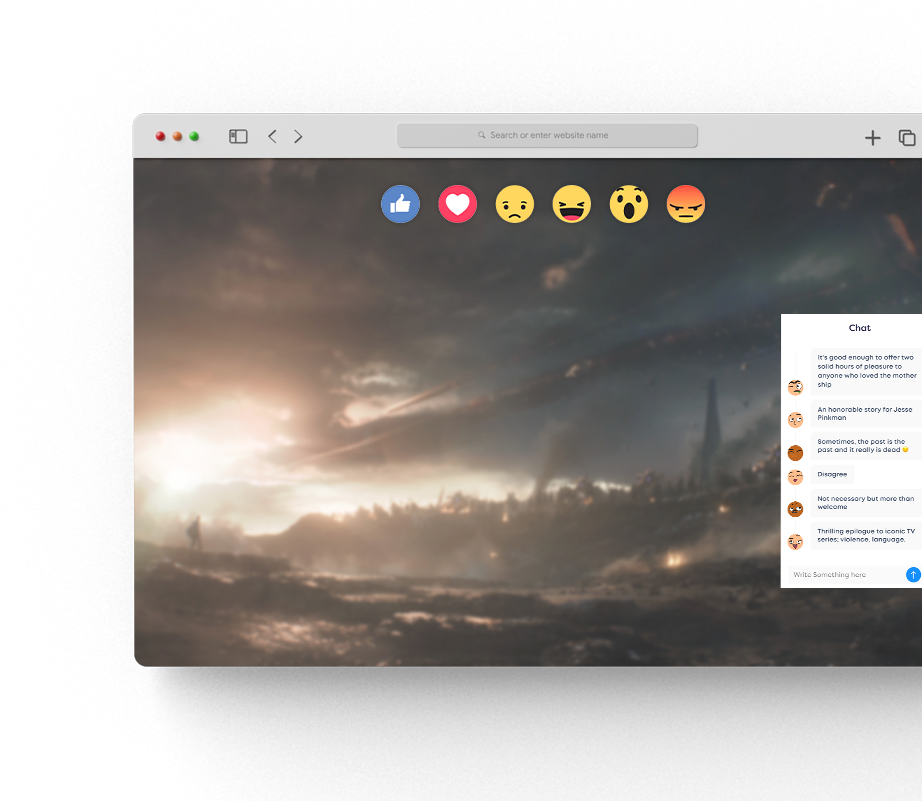 Search or enter website name
Chat
It's good enough to offer two
solid hours of pleasure to
anyone who loved the mother
ship
An honorable story for Jesse
Pinkman
Sometimes, the past is the
past and it really is dead 😔
Disagree
Not necessary but more than
welcome
Thrilling epilogue to iconic TV
series; violence, language.
Write Something here